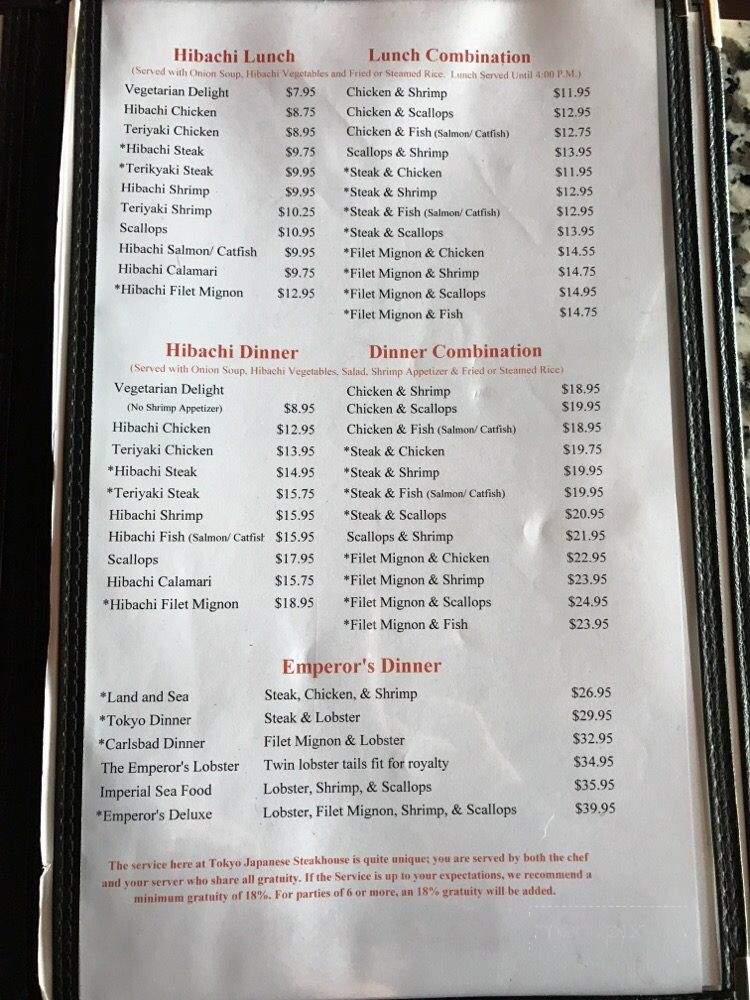 Hibachi Lunch Lunch Combination
(Served with Onion Soup, Hibachi Vegetables and Fried or Steamed Rice. Lunch Served Until 4:00 P.M.)
Vegetarian Delight $7.95 Chicken & Shrimp $11.95
Hibachi Chicken $8.75 Chicken & Scallops $12.95
Teriyaki Chicken $8.95 Chicken & Fish (Salmon/ Catfish) $12.75
*Hibachi Steak $9.75 Scallops & Shrimp $13.95
*Terikyaki Steak $9.95 *Steak & Chicken $11.95
Hibachi Shrimp $9.95 *Steak & Shrimp $12.95
Teriyaki Shrimp $10.25 *Steak & Fish (Salmon/ Catfish) $12.95
Scallops $10.95 *Steak & Scallops $13.95
Hibachi Salmon/ Catfish $9.95 *Filet Mignon & Chicken $14.55
Hibachi Calamari $9.75 *Filet Mignon & Shrimp $14.75
*Hibachi Filet Mignon $12.95 *Filet Mignon & Scallops $14.95
*Filet Mignon & Fish $14.75
Hibachi Dinner Dinner Combination
(Served with Onion Soup, Hibachi Vegetables, Salad, Shrimp Appetizer & Fried or Steamed Rice)
Vegetarian Delight Chicken & Shrimp $18.95
(No Shrimp Appetizer) $8.95 Chicken & Scallops $19.95
Hibachi Chicken $12.95 Chicken & Fish (Salmon/ Catfish) $18.95
Teriyaki Chicken $13.95 *Steak & Chicken $19.75
*Hibachi Steak $14.95 *Steak & Shrimp $19.95
*Teriyaki Steak $15.75 *Steak & Fish (Salmon/ Catfish) $19.95
Hibachi Shrimp $15.95 *Steak & Scallops $20.95
Hibachi Fish (Salmon/ Catfish $15.95 Scallops & Shrimp $21.95
Scallops $17.95 *Filet Mignon & Chicken $22.95
Hibachi Calamari $15.75 *Filet Mignon & Shrimp $23.95
*Hibachi Filet Mignon $18.95 *Filet Mignon & Scallops $24.95
*Filet Mignon & Fish $23.95
Emperor's Dinner
*Land and Sea Steak, Chicken, & Shrimp $26.95
*Tokyo Dinner Steak & Lobster $29.95
*Carlsbad Dinner Filet Mignon & Lobster $32.95
The Emperor's Lobster Twin lobster tails fit for royalty $34.95
Imperial Sea Food Lobster, Shrimp, & Scallops $35.95
*Emperor's Deluxe Lobster, Filet Mignon, Shrimp, & Scallops $39.95
The service here at Tokyo Japanese Steakhouse is quite unique; you are served by both the chef
and your server who share all gratuity. If the Service is up to your expectations, we recommend a
minimum gratuity of 18%. For parties of 6 or more, an 18% gratuity will be added.